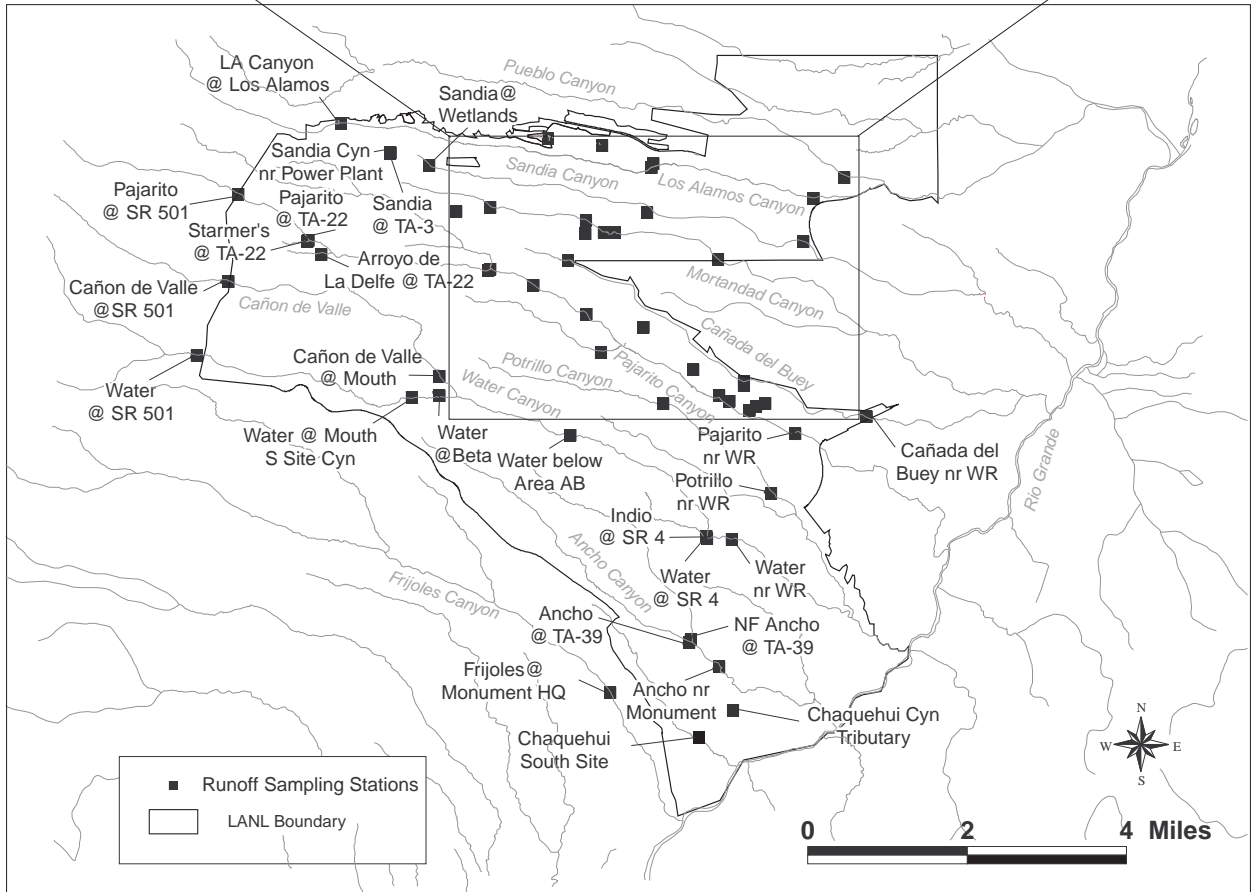 LA Canyon
@ Los Alamos
Pueblo Canyon
Sandia@
Wetlands
Sandia Cyn
nr Power Plant
Sandia Canyon
Los Alamos Canyon
Pajarito
@ SR 501
Pajarito
@ TA-22
Sandia
@ TA-3
Starmer's
@ TA-22
Arroyo de
La Delfe @ TA-22
Mortandad Canyon
Cañon de Valle
@SR 501
Cañon de Valle
Cañada del Buey
Cañon de Valle
@ Mouth
Potrillo Canyon
Pajarito Canyon
Water Canyon
Water
@ SR 501
Water @ Mouth
S Site Cyn
Water
@Beta
Water below
Area AB
Pajarito
nr WR
Cañada del
Buey nr WR
Potrillo
nr WR
Rio Grande
Indio
@ SR 4
Water
@ SR 4
Water
nr WR
Ancho Canyon
Frijoles Canyon
Ancho
@ TA-39
NF Ancho
@ TA-39
Frijoles@
Monument HQ
Ancho nr
Monument
Chaquehui Cyn
Tributary
Chaquehui
South Site
N
W E
S
Runoff Sampling Stations
LANL Boundary
0 2 4 Miles